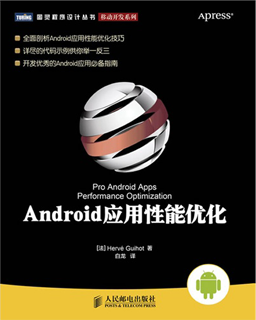 TURING 图灵程序设计丛书 移动开发系列
Apress®
全面剖析Android应用性能优化技巧
详尽的代码示例供你举一反三
开发优秀的Android应用必备指南
Pro Android Apps
Performance Optimization
Android应用性能优化
[法] Hervé Guihot 著
白龙 译
人民邮电出版社
POSTS & TELECOM PRESS